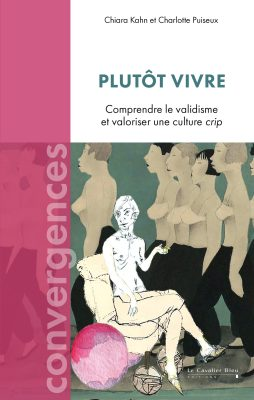 Chiara Kahn et Charlotte Puiseux
PLUTÔT VIVRE
Comprendre le validisme
et valoriser une culture crip
convergences
Le Cavalier Bleu
ÉDITIONS